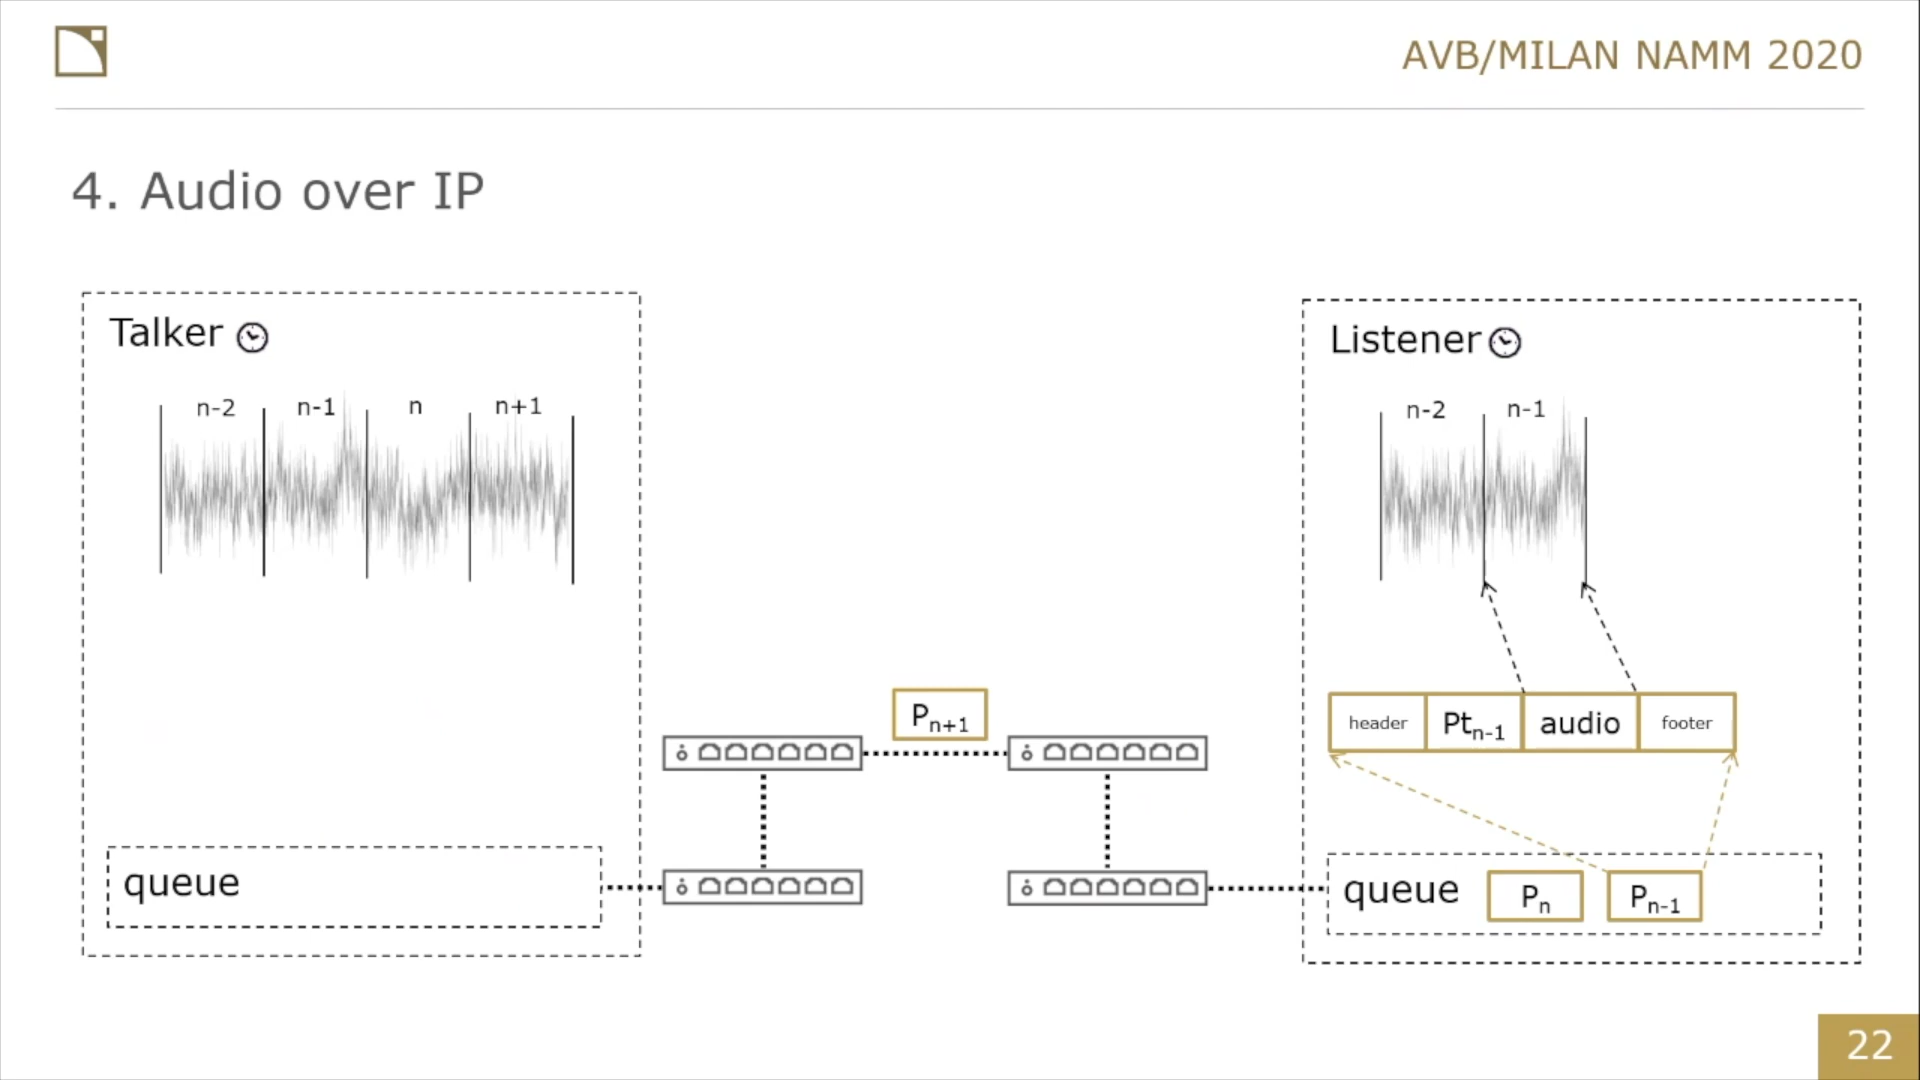 AVB/MILAN NAMM 2020
4. Audio over IP
Talker
n-2 n-1 n n+1
queue
Pn+1
Listener
n-2 n-1
header Ptn-1 audio footer
queue Pn Pn-1
22